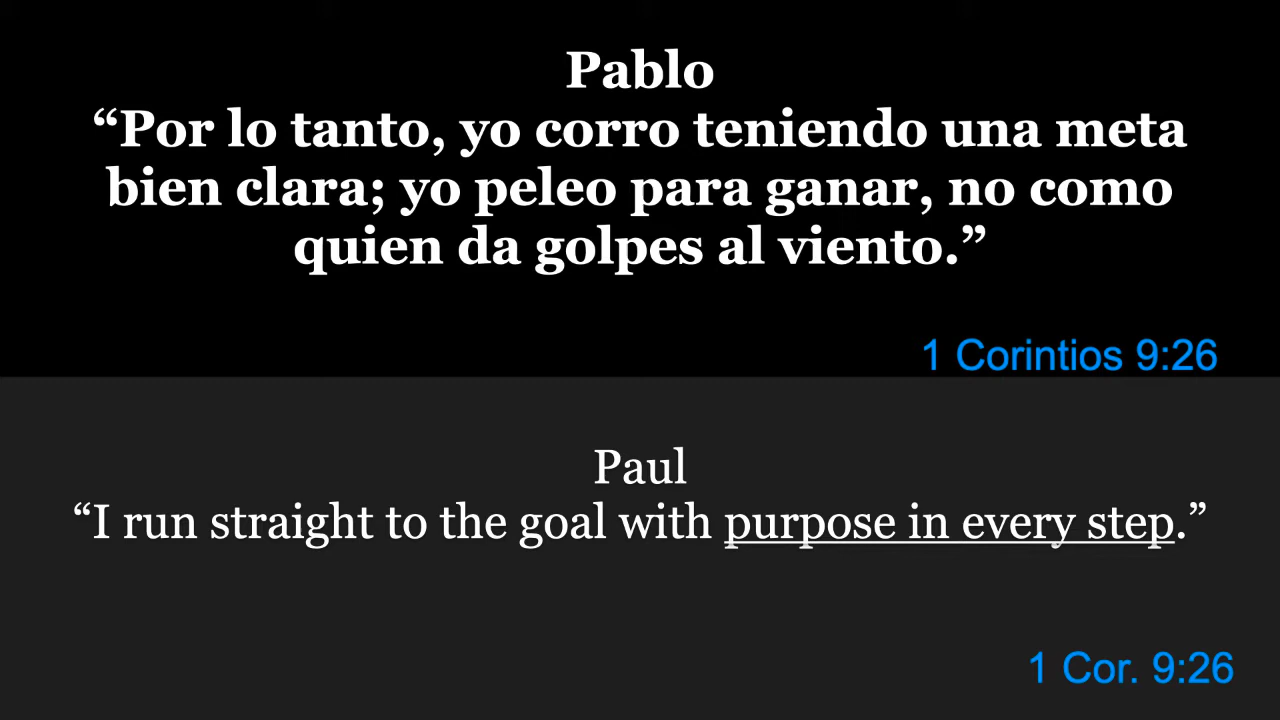 Pablo
“Por lo tanto, yo corro teniendo una meta
bien clara; yo peleo para ganar, no como
quien da golpes al viento.”
1 Corintios 9:26
Paul
“I run straight to the goal with purpose in every step.”
1 Cor. 9:26